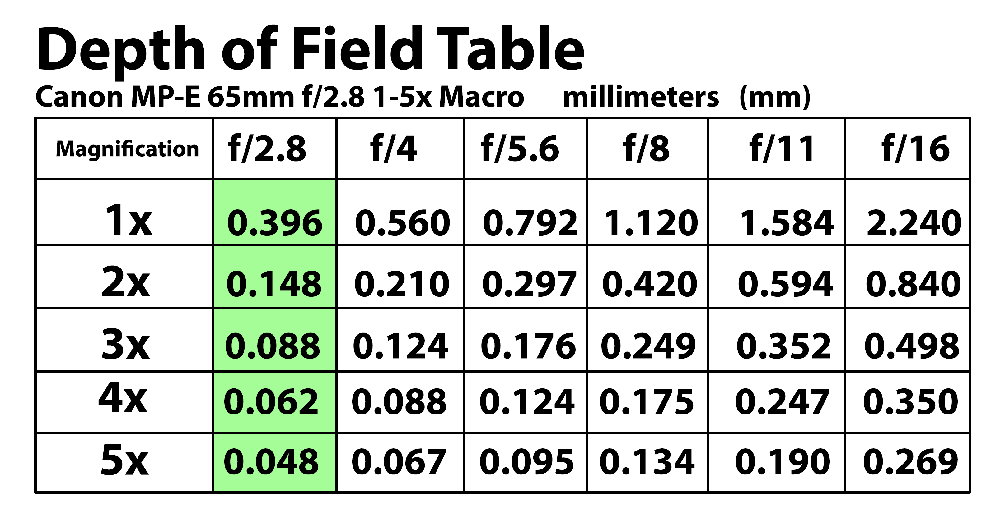 Depth of Field Table
Canon MP-E 65mm f/2.8 1-5x Macro millimeters (mm)
Magnification f/2.8 f/4 f/5.6 f/8 f/11 f/16
1x 0.396 0.560 0.792 1.120 1.584 2.240
2x 0.148 0.210 0.297 0.420 0.594 0.840
3x 0.088 0.124 0.176 0.249 0.352 0.498
4x 0.062 0.088 0.124 0.175 0.247 0.350
5x 0.048 0.067 0.095 0.134 0.190 0.269